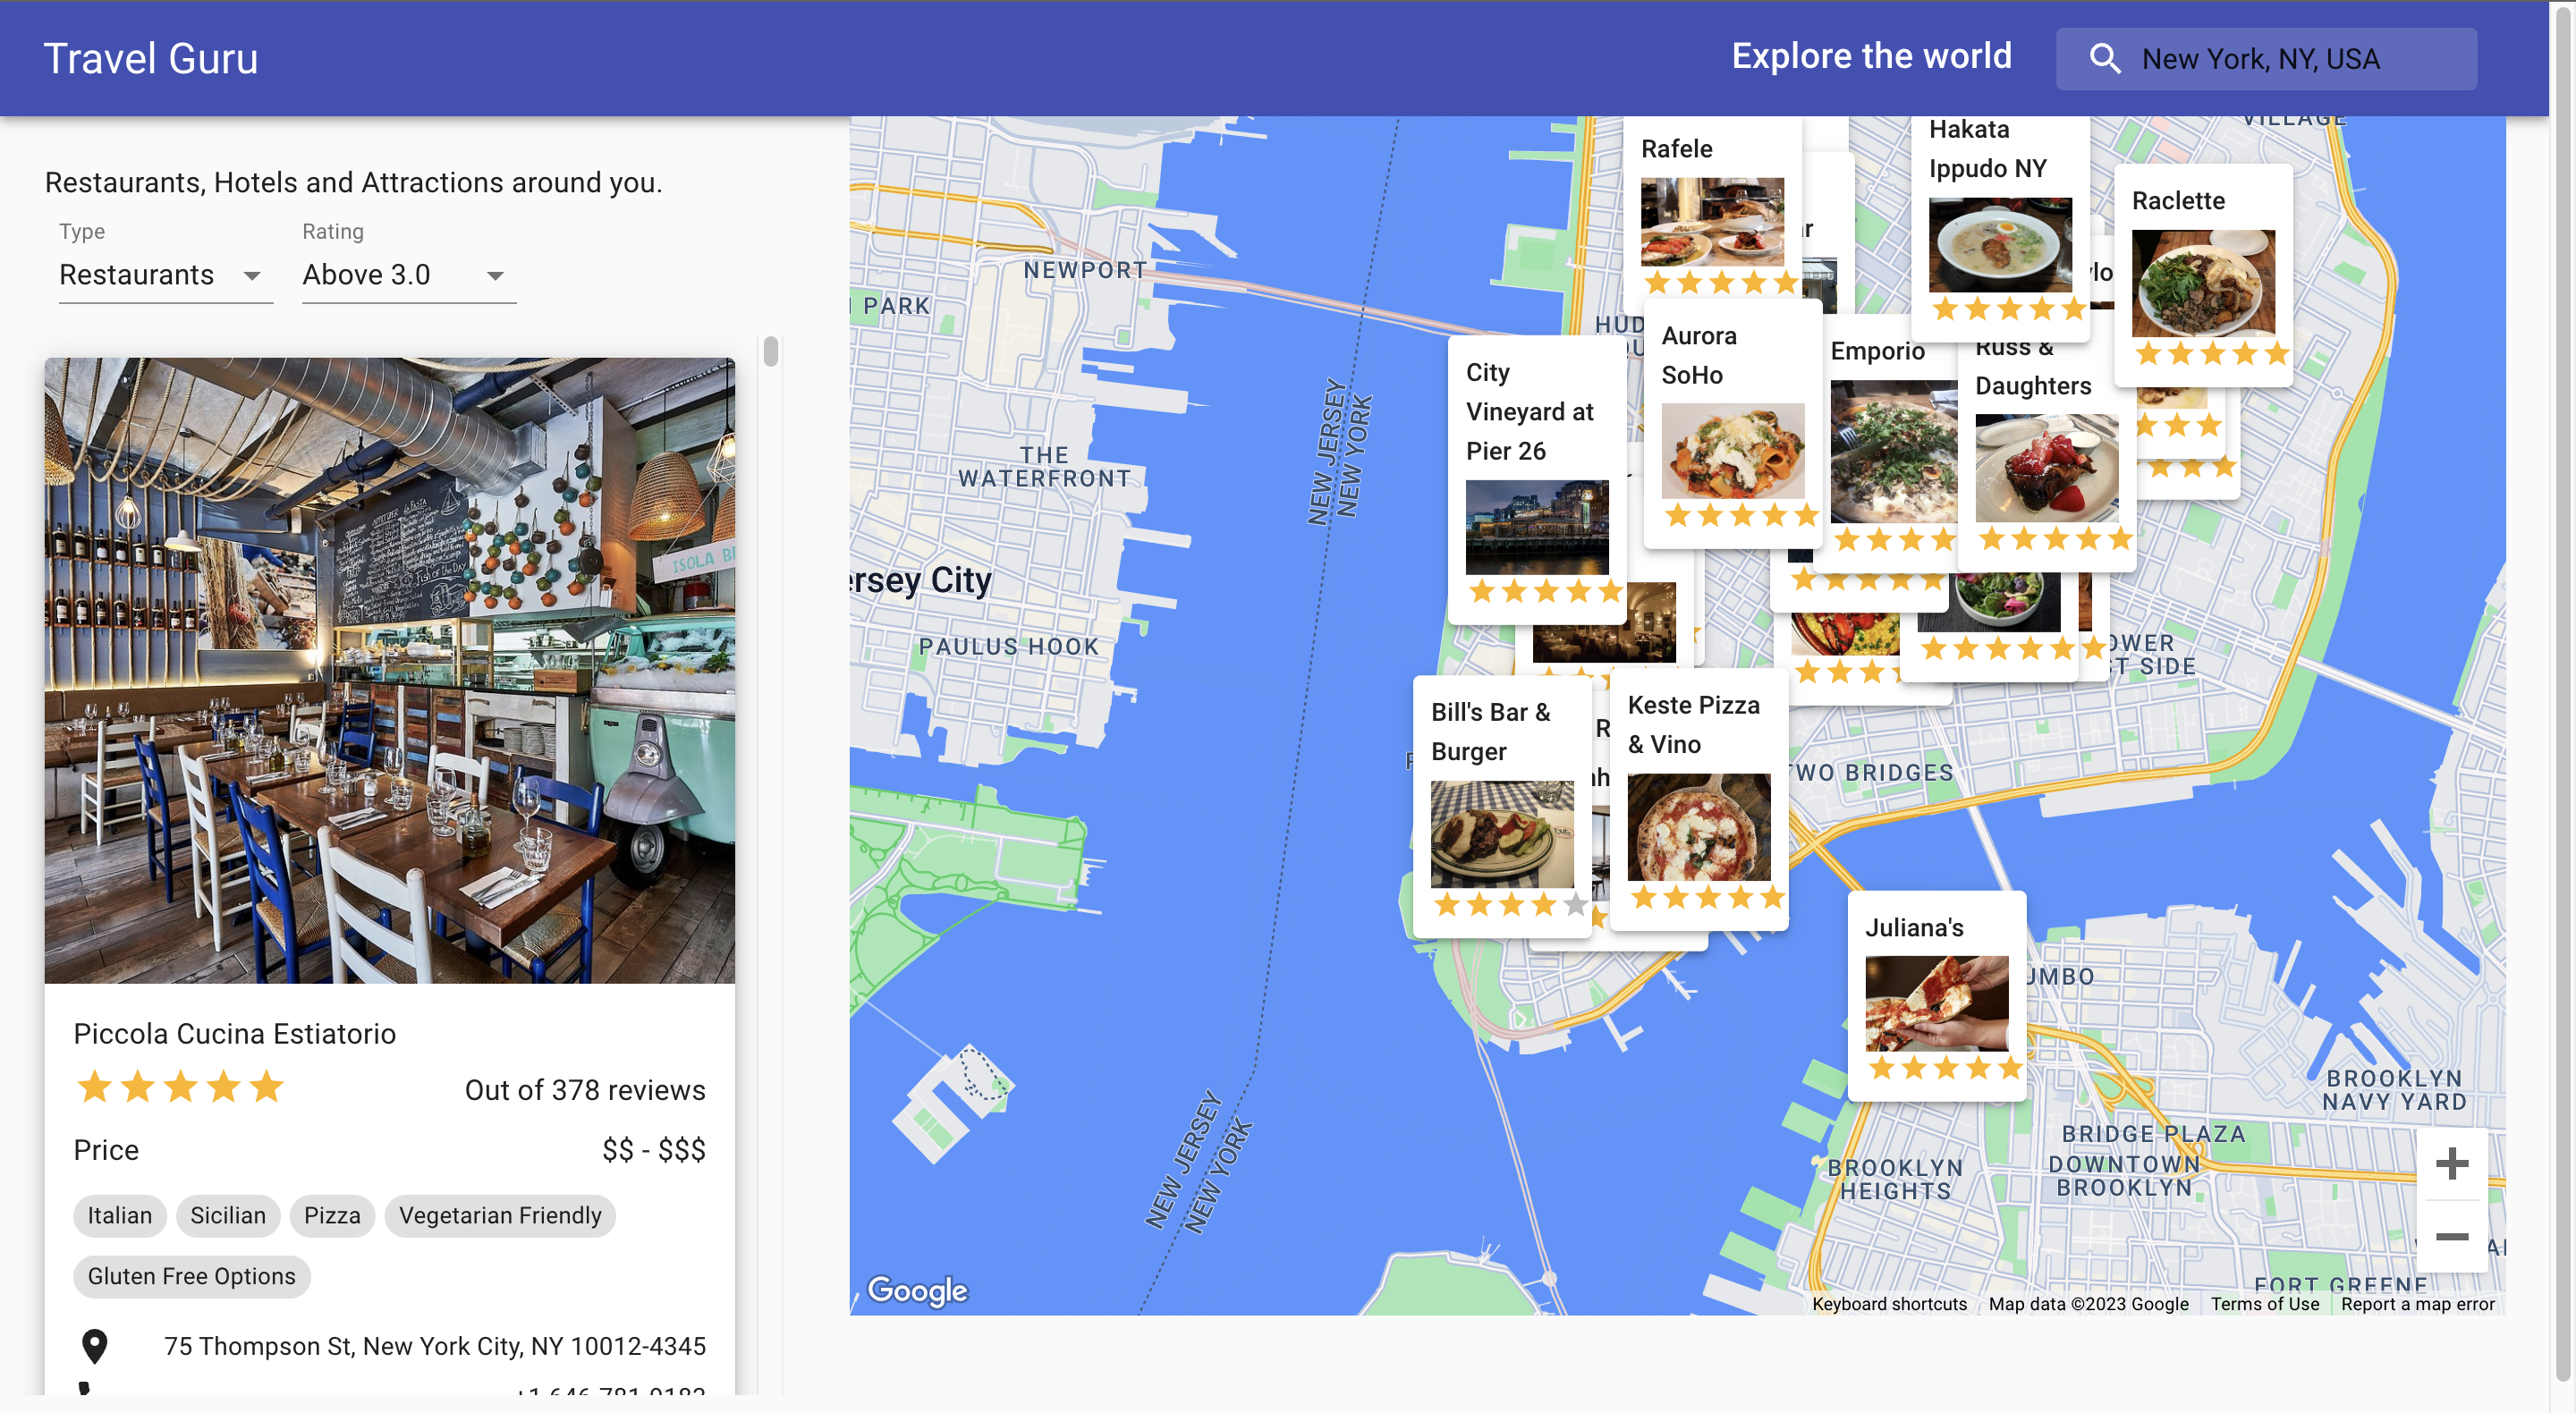 Travel Guru
Explore the world
New York, NY, USA
Restaurants, Hotels and Attractions around you.
Type
Restaurants
Rating
Above 3.0
ISOLA
Piccola Cucina Estiatorio
Out of 378 reviews
Price
$$ - $$$
Italian
Sicilian
Pizza
Vegetarian Friendly
Gluten Free Options
75 Thompson St, New York City, NY 10012-4345
VILLAGE
Rafele
Hakata
Ippudo NY
Raclette
NEWPORT
PARK
Aurora
SoHo
Emporio
Russ &
Daughters
City
Vineyard at
Pier 26
THE
WATERFRONT
NEW JERSEY
NEW YORK
ersey City
PAULUS HOOK
OWER
ST SIDE
Bill's Bar &
Burger
Keste Pizza
& Vino
TWO BRIDGES
Juliana's
UMBO
BROOKLYN
NAVY YARD
NEW JERSEY
NEW YORK
BRIDGE PLAZA
DOWNTOWN
BROOKLYN
BROOKLYN
HEIGHTS
FORT GREENE
Google
Keyboard shortcuts
Map data ©2023 Google
Terms of Use
Report a map error